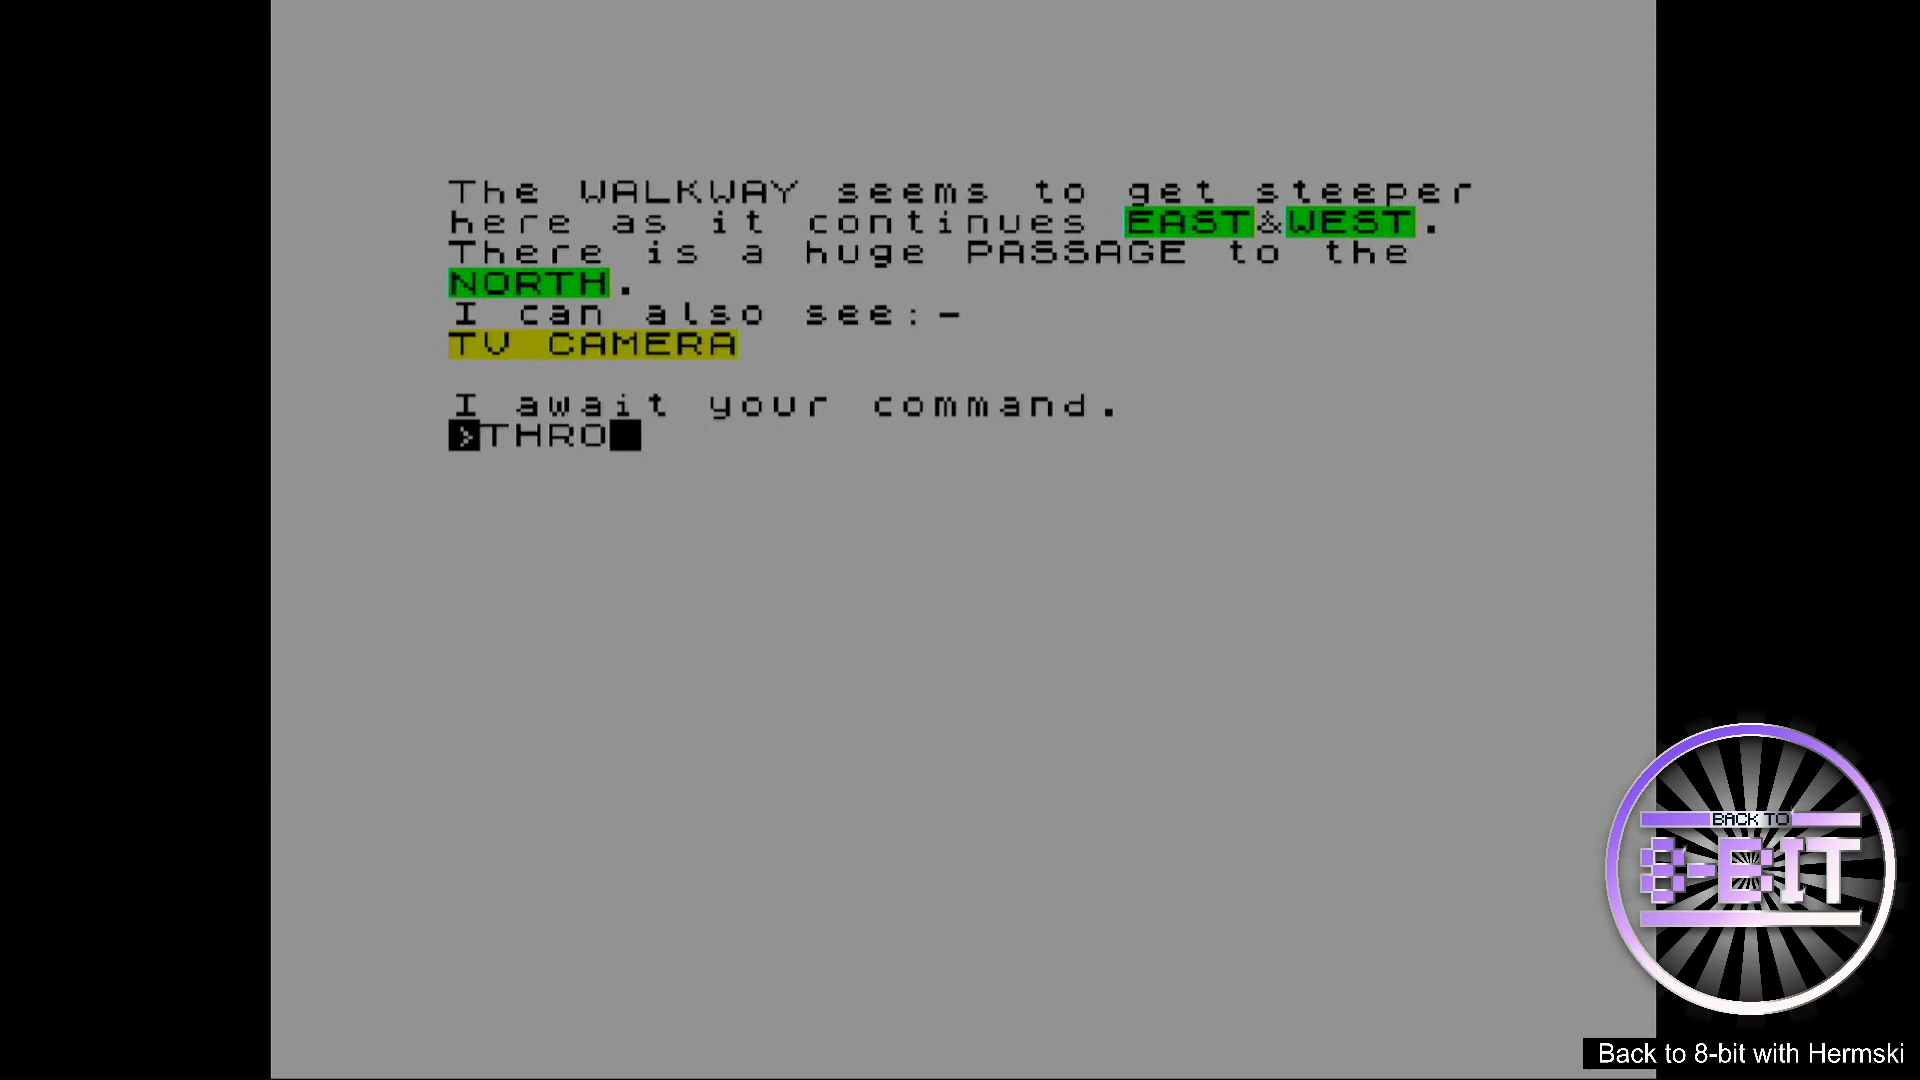 The WALKWAY seems to get steeper
here as it continues EAST&WEST.
There is a huge PASSAGE to the
NORTH.
I can also see:-
TV CAMERA
I await your command.
>THRO
BACK TO
8-BIT
Back to 8-bit with Hermski